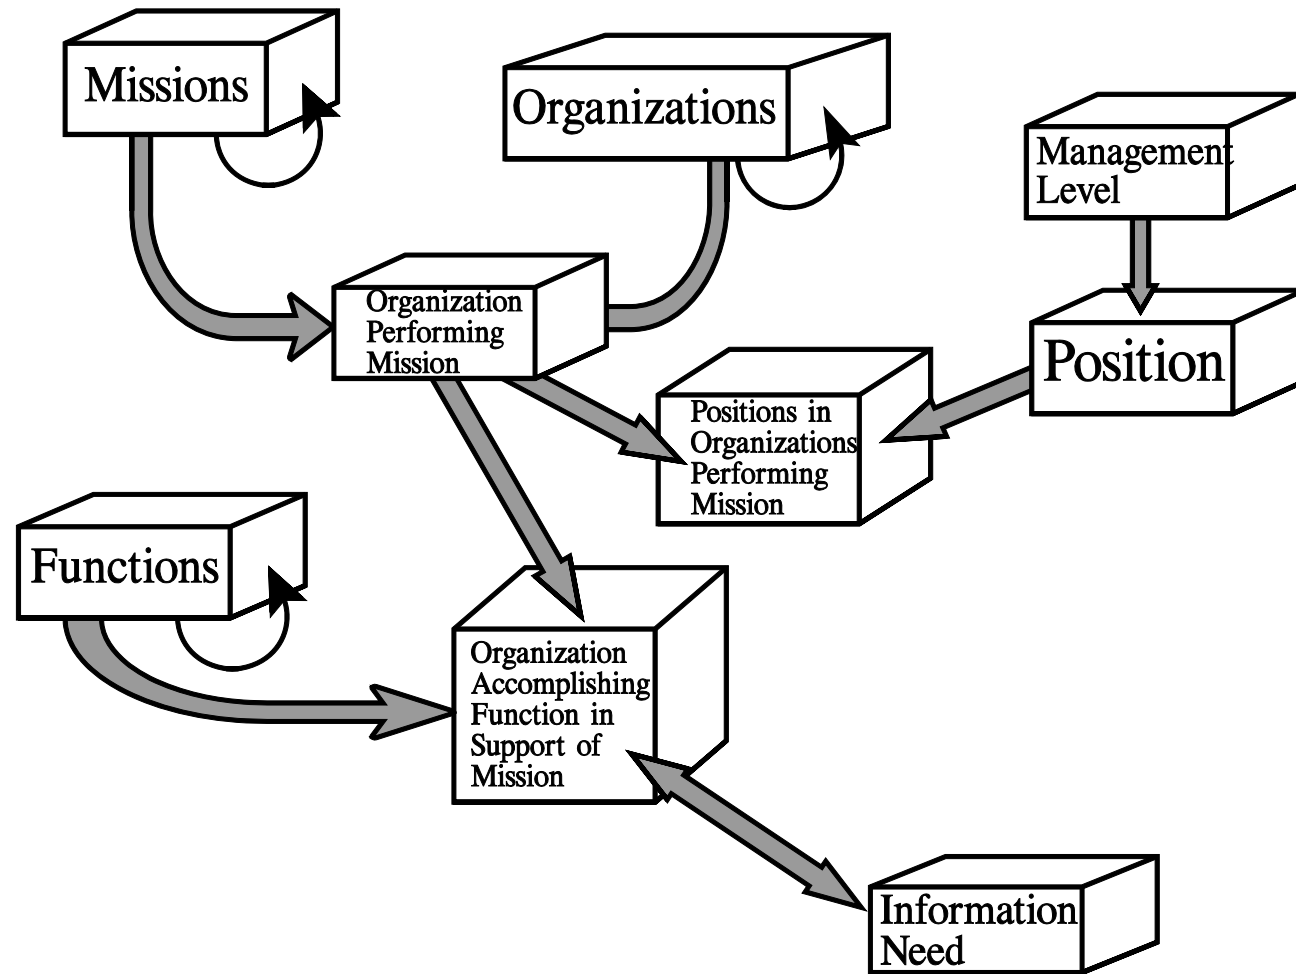 Missions
Organizations
Management
Level
Organization
Performing
Mission
Position
Positions in
Organizations
Performing
Mission
Functions
Organization
Accomplishing
Function in
Support of
Mission
Information
Need